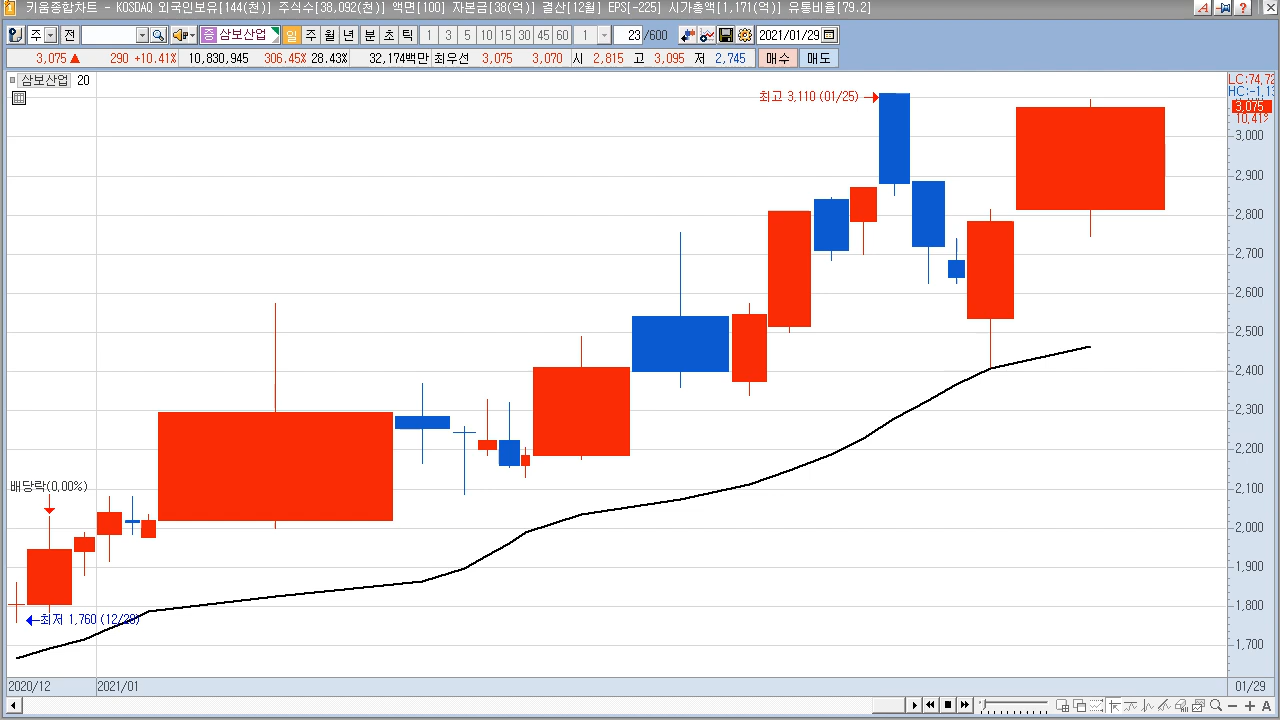 키움종합차트 - KOSDAQ 외국인보유[144(천)] 주식수[38,092(천)] 액면[100] 자본금[38(억)] 결산[12월] EPS[-225] 시가총액[1,171(억)] 유통비율[79.2
주 전 증 삼보산업 일 주 월 년 분 초 틱 1 3 5 10 15 30 45 60 1 23 /600 2021/01/29
3,075 ▲ 290 +10.41% 10,830,945 306.45% 28.43% 32,174백만 최우선 3,075 3,070 시 2,815 고 3,095 저 2,745 매수 매도
삼보산업 20
LC:74,7
HC:-1,1
최고 3,110 (01/25)
3,075
10,41%
3,000
2,900
2,800
2,700
2,600
2,500
2,400
2,300
2,200
배당락(0,00%)
2,100
2,000
1,900
1,800
최저 1,760 (12/28)
1,700
2020/12 2021/01 01/29
A